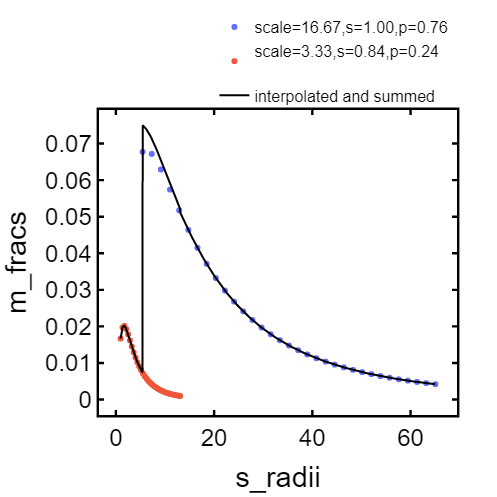 scale=16.67,s=1.00,p=0.76
scale=3.33,s=0.84,p=0.24
interpolated and summed
0.07
0.06
0.05
0.04
0.03
0.02
0.01
0
m_fracs
0 20 40 60
s_radii